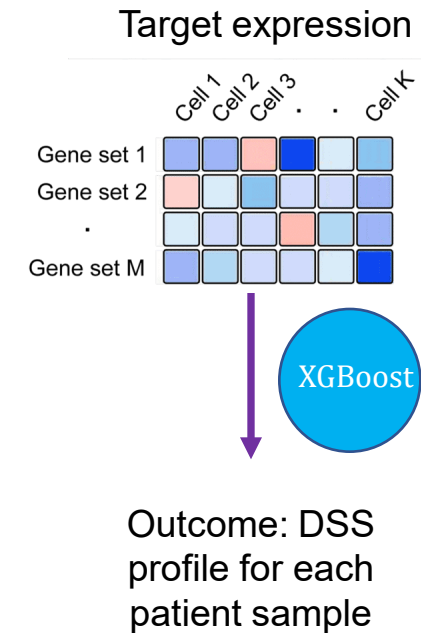 Target expression
Cell 1 Cell 2 Cell 3 . . Cell K
Gene set 1
Gene set 2
.
Gene set M
XGBoost
Outcome: DSS
profile for each
patient sample